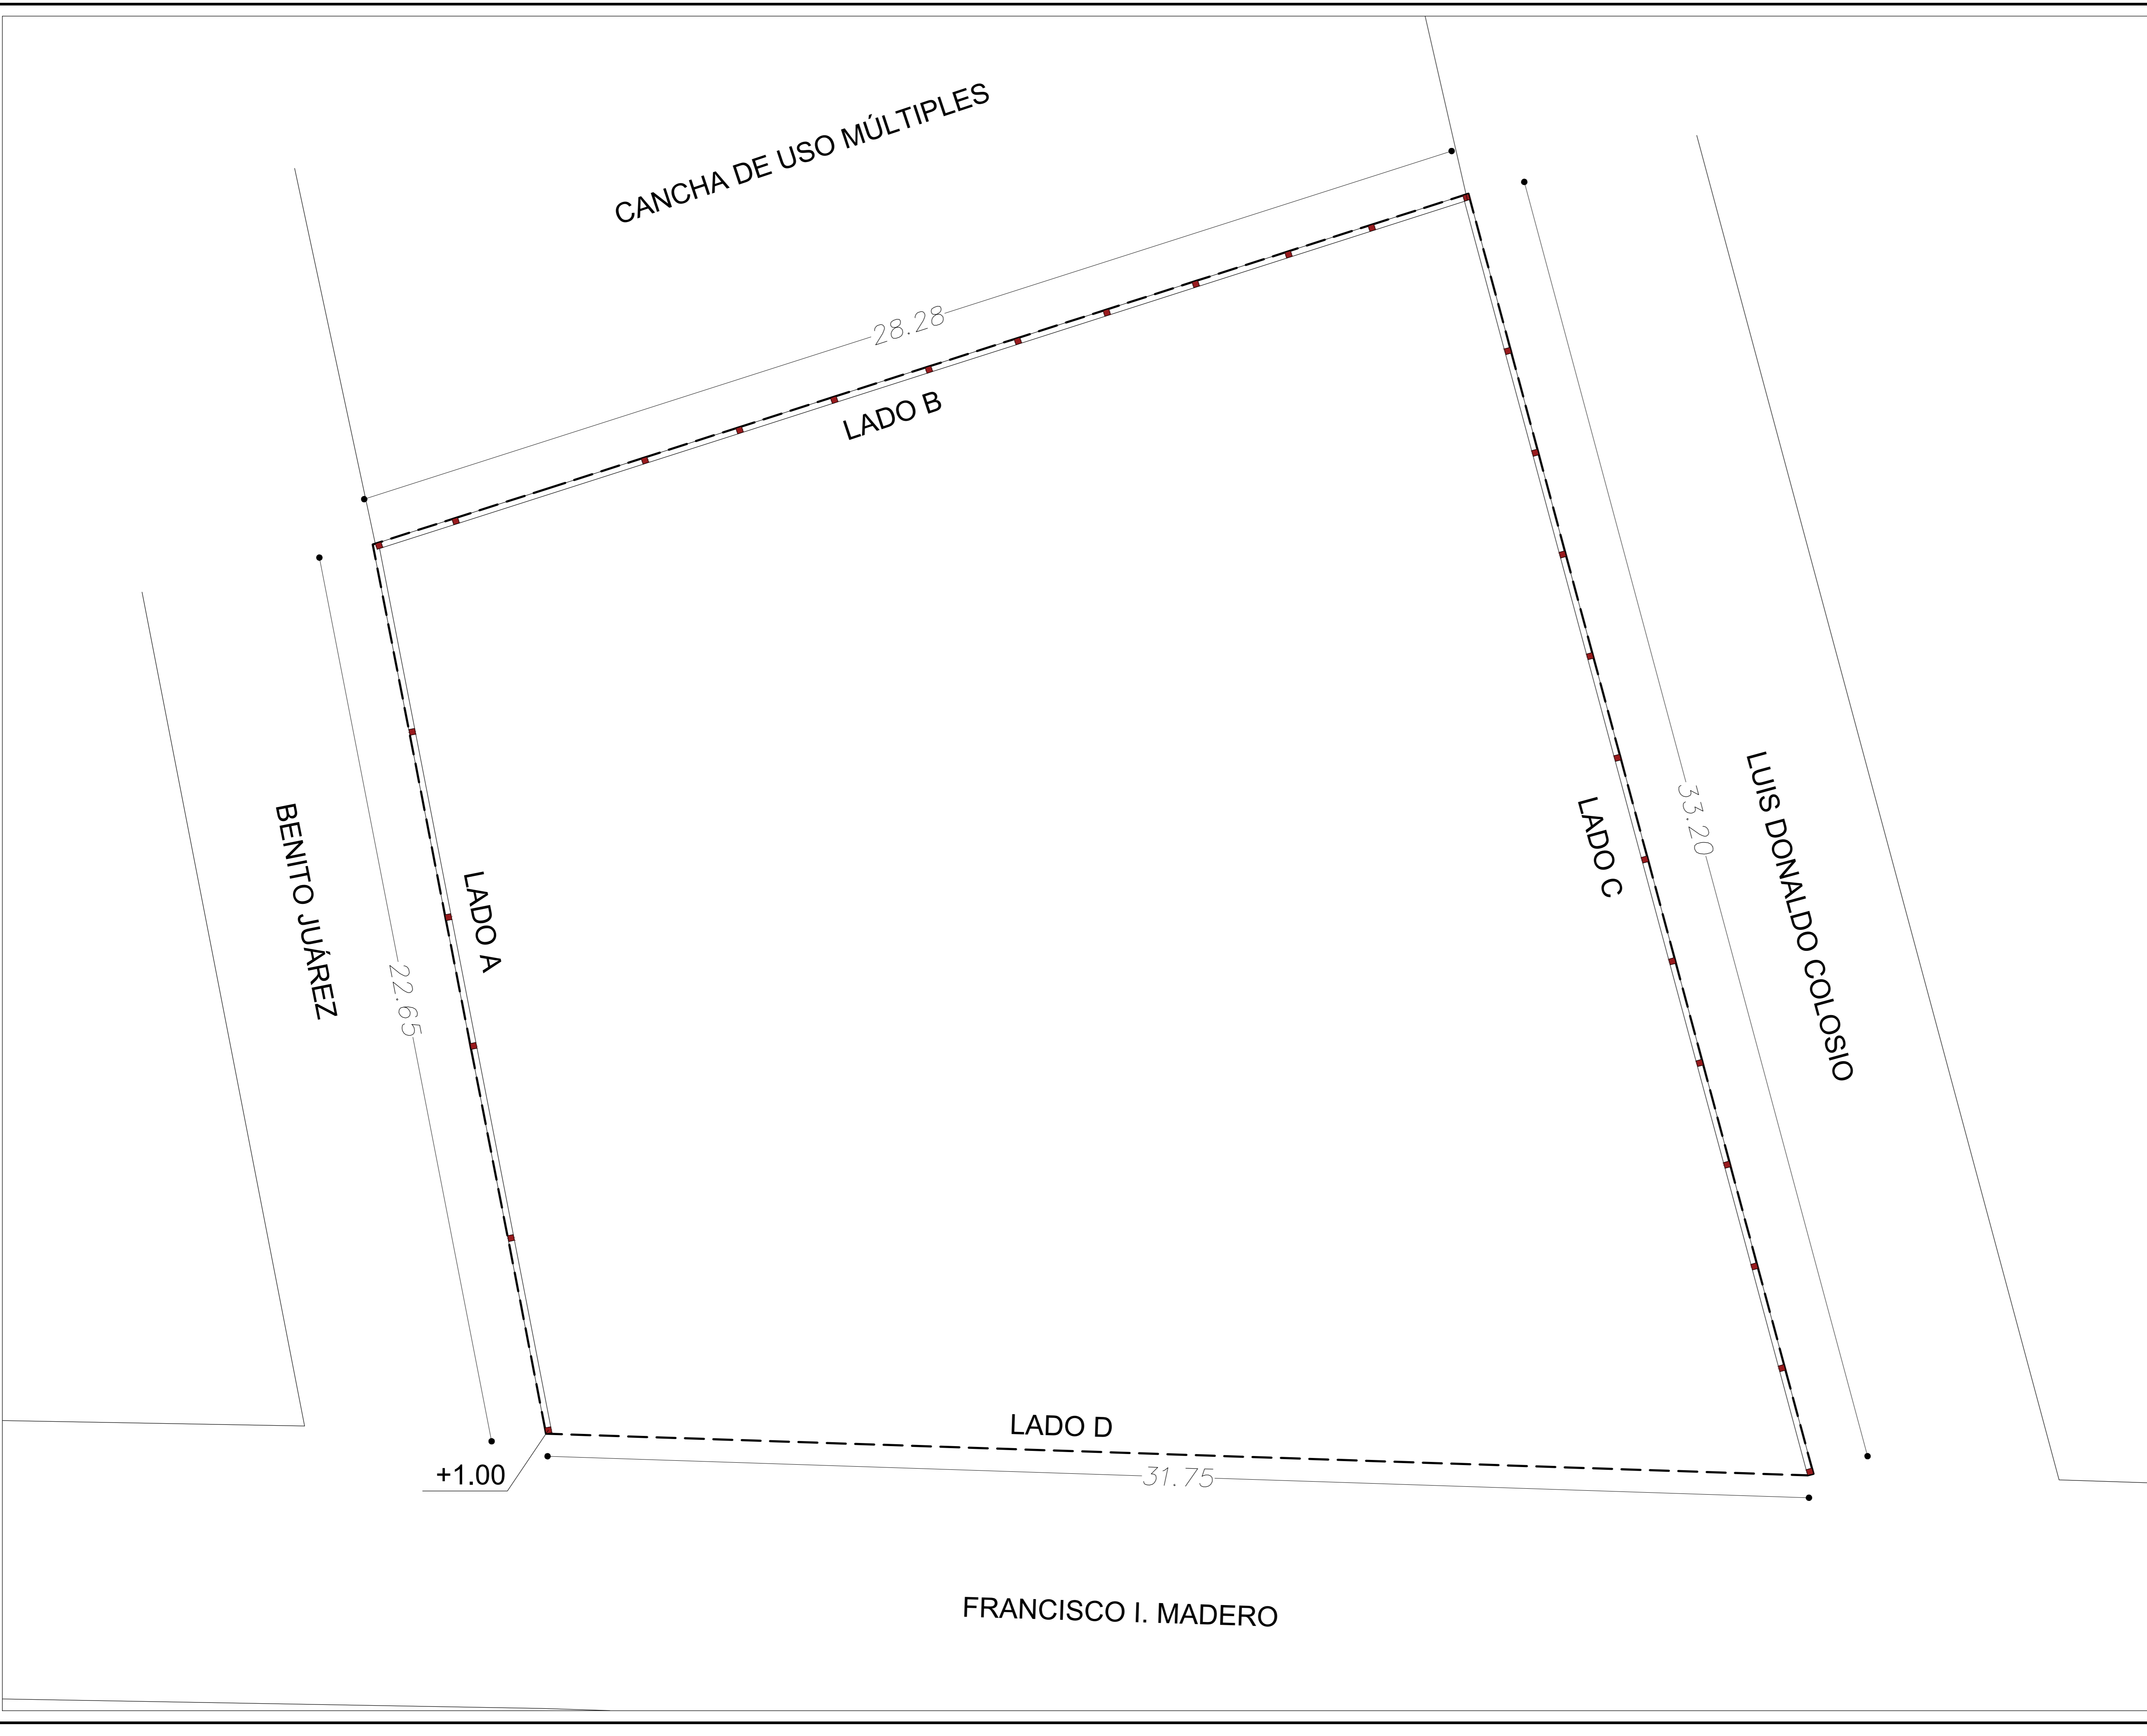 CANCHA DE USO MÚLTIPLES
28.28
LADO B
BENITO JUÁREZ
22.65
LADO A
LADO C
33.20
LUIS DONALDO COLOSIO
LADO D
31.75
+1.00
FRANCISCO I. MADERO